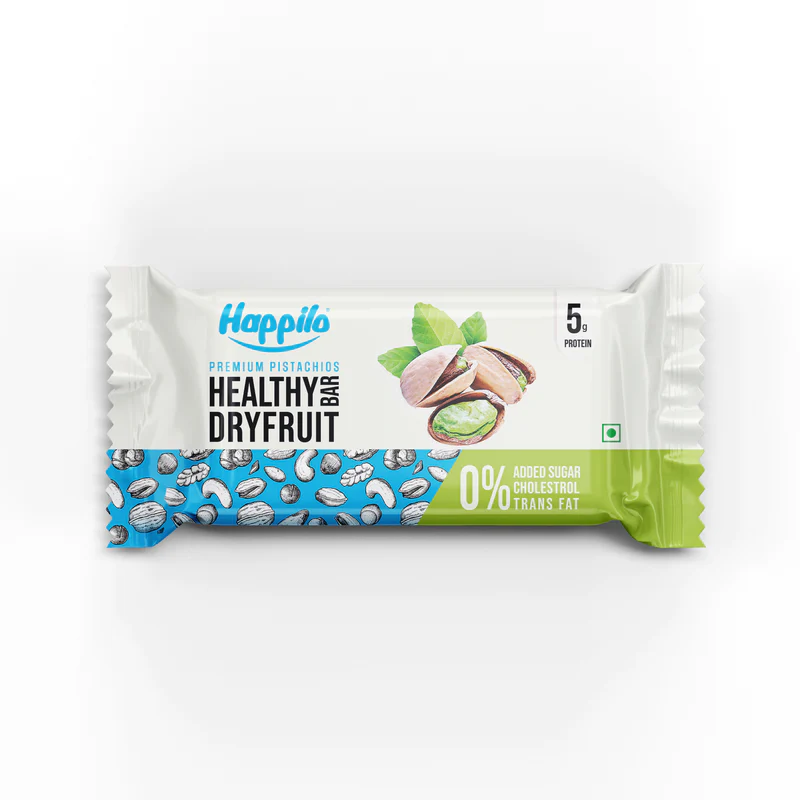 Happilo
PREMIUM PISTACHIOS
HEALTHY BAR
DRYFRUIT
5g
PROTEIN
0% ADDED SUGAR
CHOLESTROL
TRANS FAT